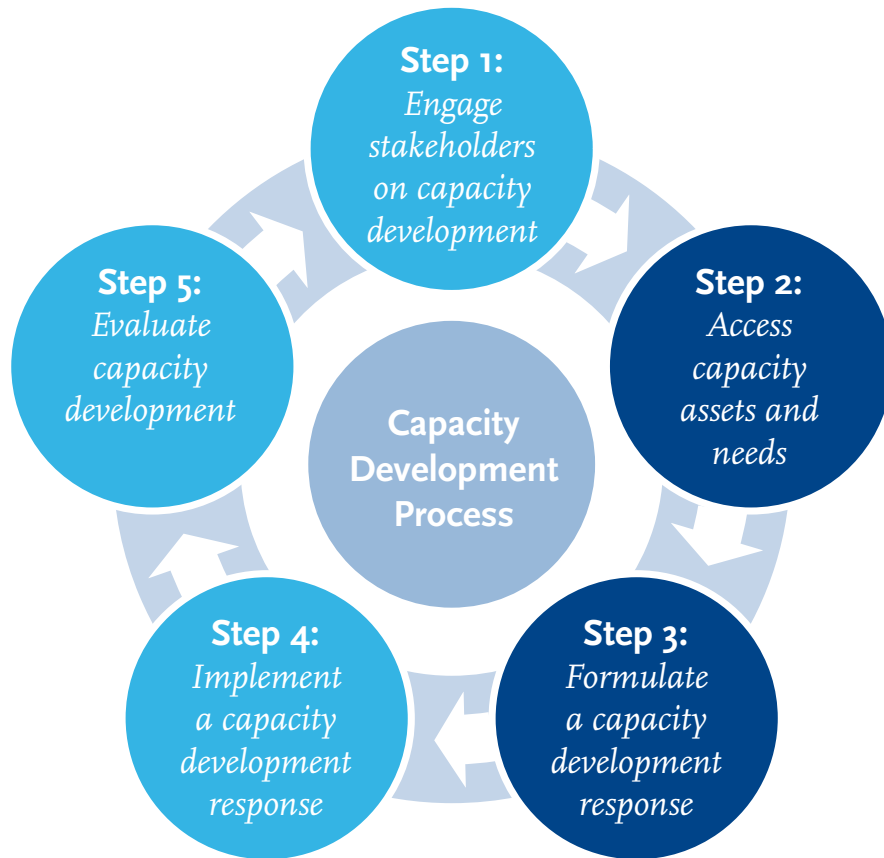 Step 1:
Engage
stakeholders
on capacity
development
Step 2:
Access
capacity
assets and
needs
Step 3:
Formulate
a capacity
development
response
Step 4:
Implement
a capacity
development
response
Step 5:
Evaluate
capacity
development
Capacity
Development
Process